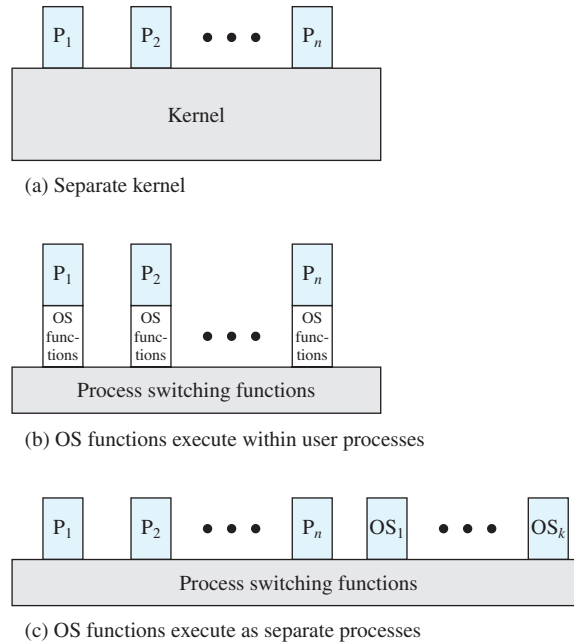 P1 P2 Pn
Kernel
(a) Separate kernel
P1 P2 Pn
OS OS OS
func- func- func-
tions tions tions
Process switching functions
(b) OS functions execute within user processes
P1 P2 Pn OS1 OSk
Process switching functions
(c) OS functions execute as separate processes